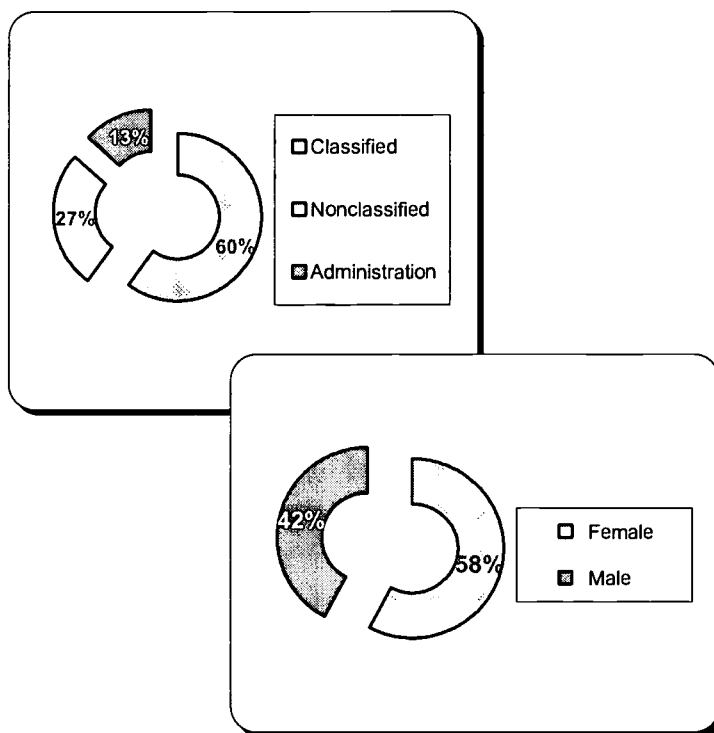 13%
27%
60%
Classified
Nonclassified
Administration
42%
58%
Female
Male